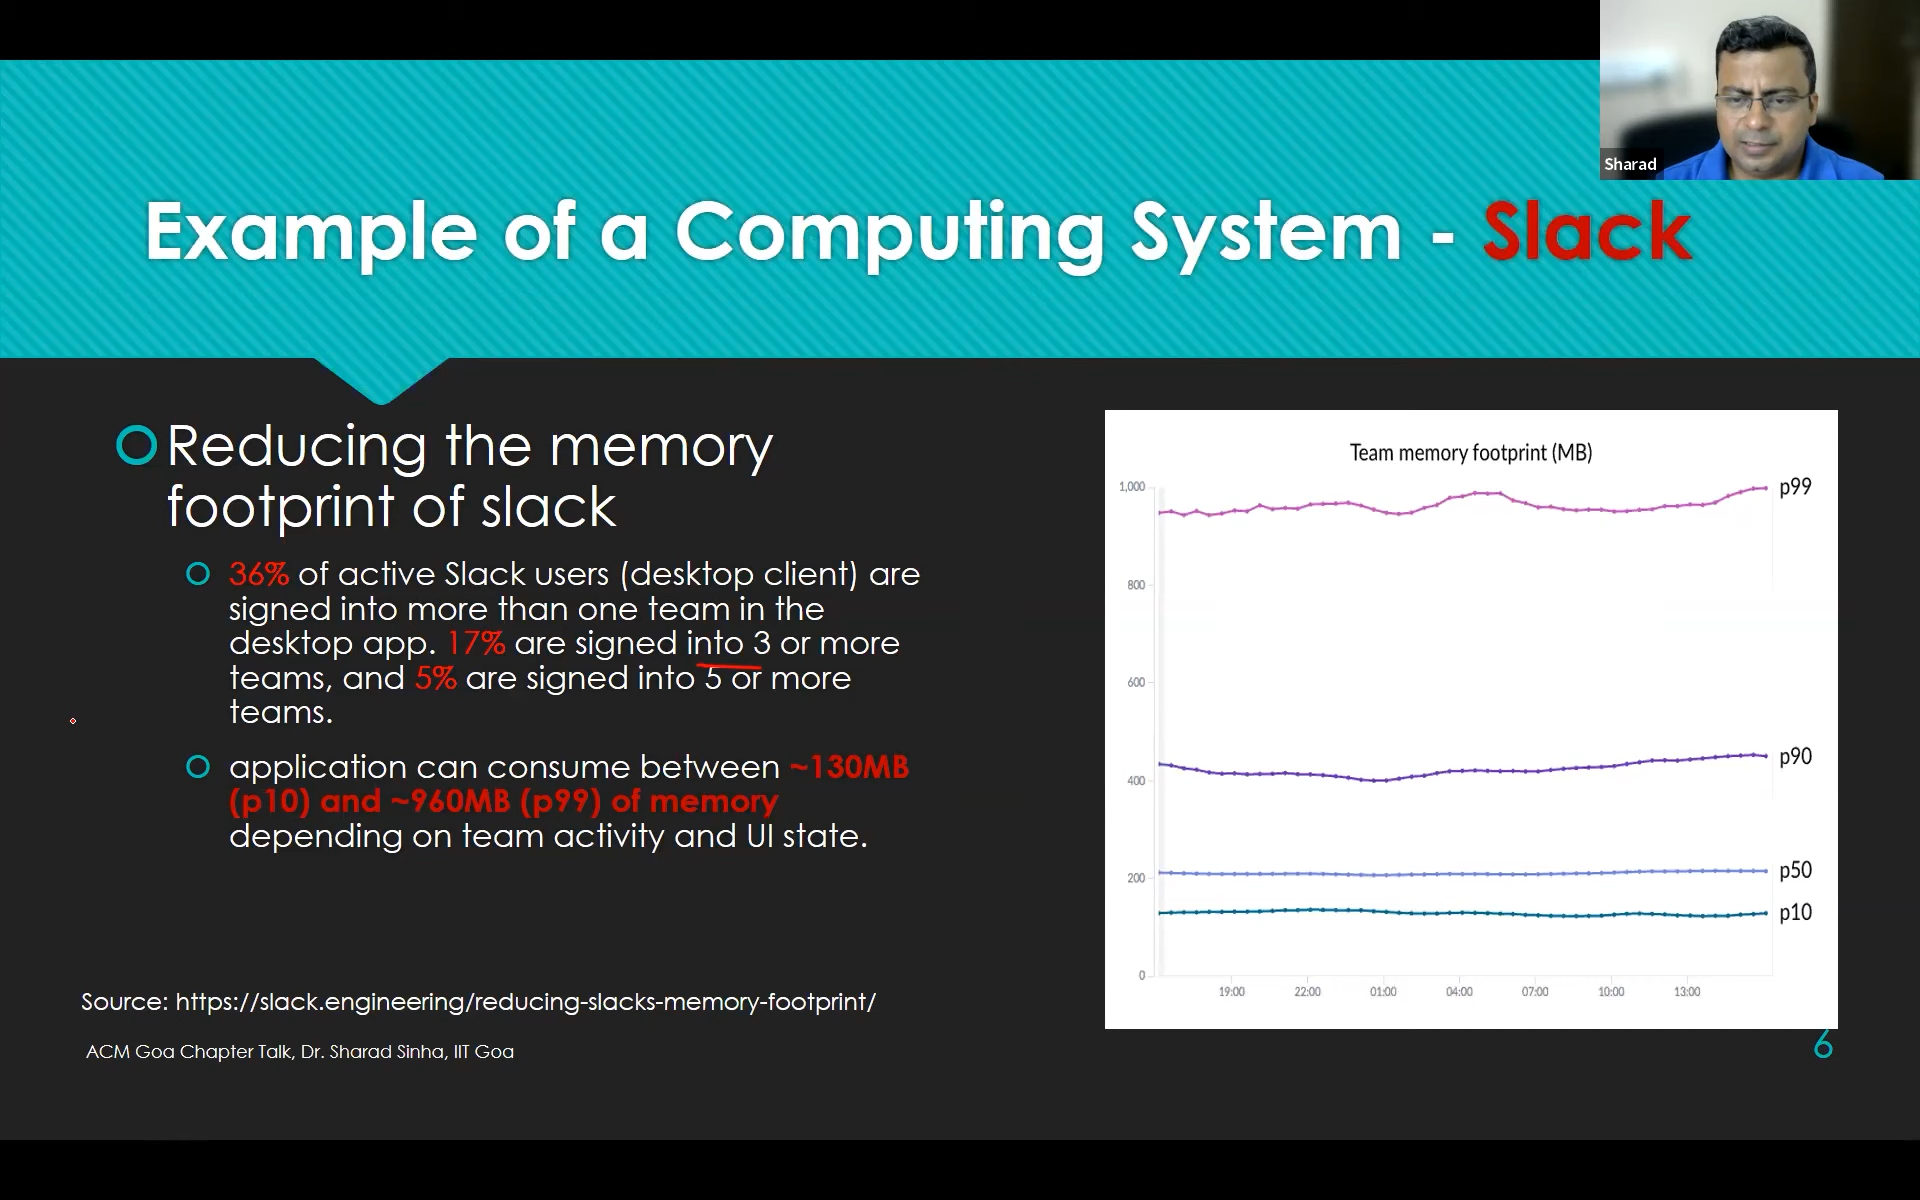 Sharad
Example of a Computing System - Slack
Reducing the memory
footprint of slack
36% of active Slack users (desktop client) are
signed into more than one team in the
desktop app. 17% are signed into 3 or more
teams, and 5% are signed into 5 or more
teams.
application can consume between ~130MB
(p10) and ~960MB (p99) of memory
depending on team activity and UI state.
Source: https://slack.engineering/reducing-slacks-memory-footprint/
ACM Goa Chapter Talk, Dr. Sharad Sinha, IIT Goa
Team memory footprint (MB)
1,000
p99
800
600
p90
400
p50
200
p10
0
19:00 22:00 01:00 04:00 07:00 10:00 13:00
6